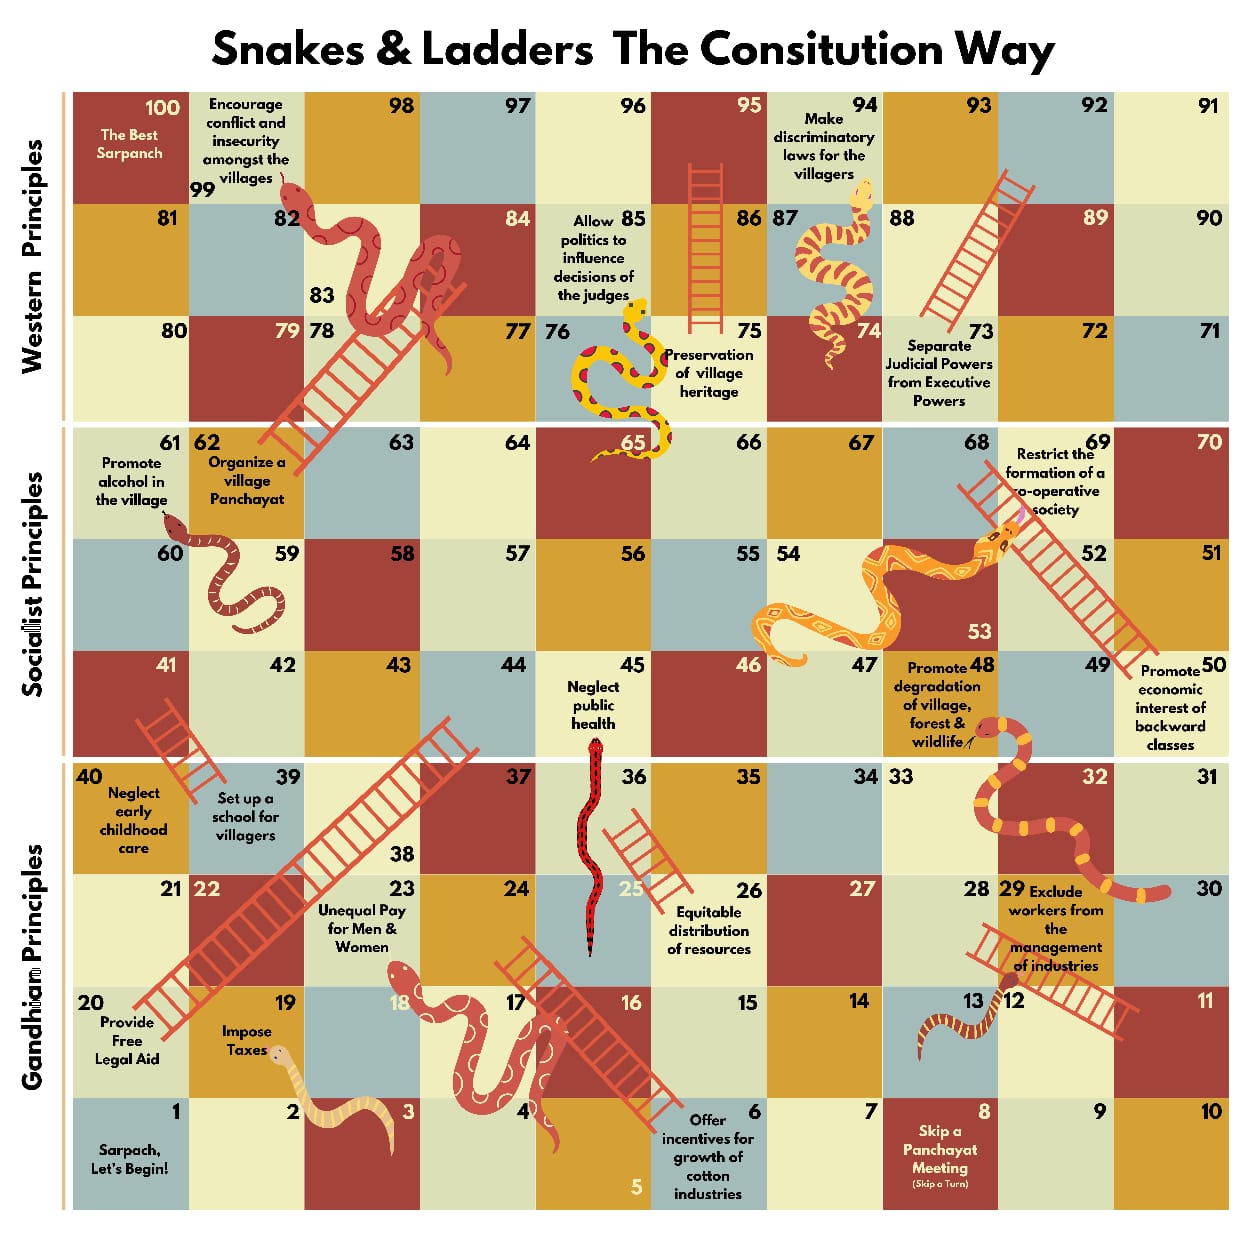 Snakes & Ladders The Consitution Way
Western Principles
100
The Best
Sarpanch
Encourage
conflict and
insecurity
amongst the
villages
99
98
97
96
95
94
Make
discriminatory
laws for the
villagers
93
92
91
81
82
83
84
Allow 85
politics to
influence
decisions of
the judges
86
87
88
89
90
80
79
78
77
76
75
Preservation
of village
heritage
74
73
Separate
Judicial Powers
from Executive
Powers
72
71
Socialist Principles
61
Promote
alcohol in
the village
62
Organize a
village
Panchayat
63
64
65
66
67
68
69
Restrict the
formation of a
co-operative
society
70
60
59
58
57
56
55
54
53
52
51
41
42
43
44
45
Neglect
public
health
46
47
Promote 48
degradation
of village,
forest &
wildlife
49
Promote 50
economic
interest of
backward
classes
Gandhian Principles
40
Neglect
early
childhood
care
39
Set up a
school for
villagers
38
37
36
35
34
33
32
31
21
22
23
Unequal Pay
for Men &
Women
24
25
26
Equitable
distribution
of resources
27
28
29 Exclude
workers from
the
management
of industries
30
20
Provide
Free
Legal Aid
19
Impose
Taxes
18
17
16
15
14
13
12
11
1
Sarpach,
Let's Begin!
2
3
4
5
6
Offer
incentives for
growth of
cotton
industries
7
8
Skip a
Panchayat
Meeting
(Skip a Turn)
9
10